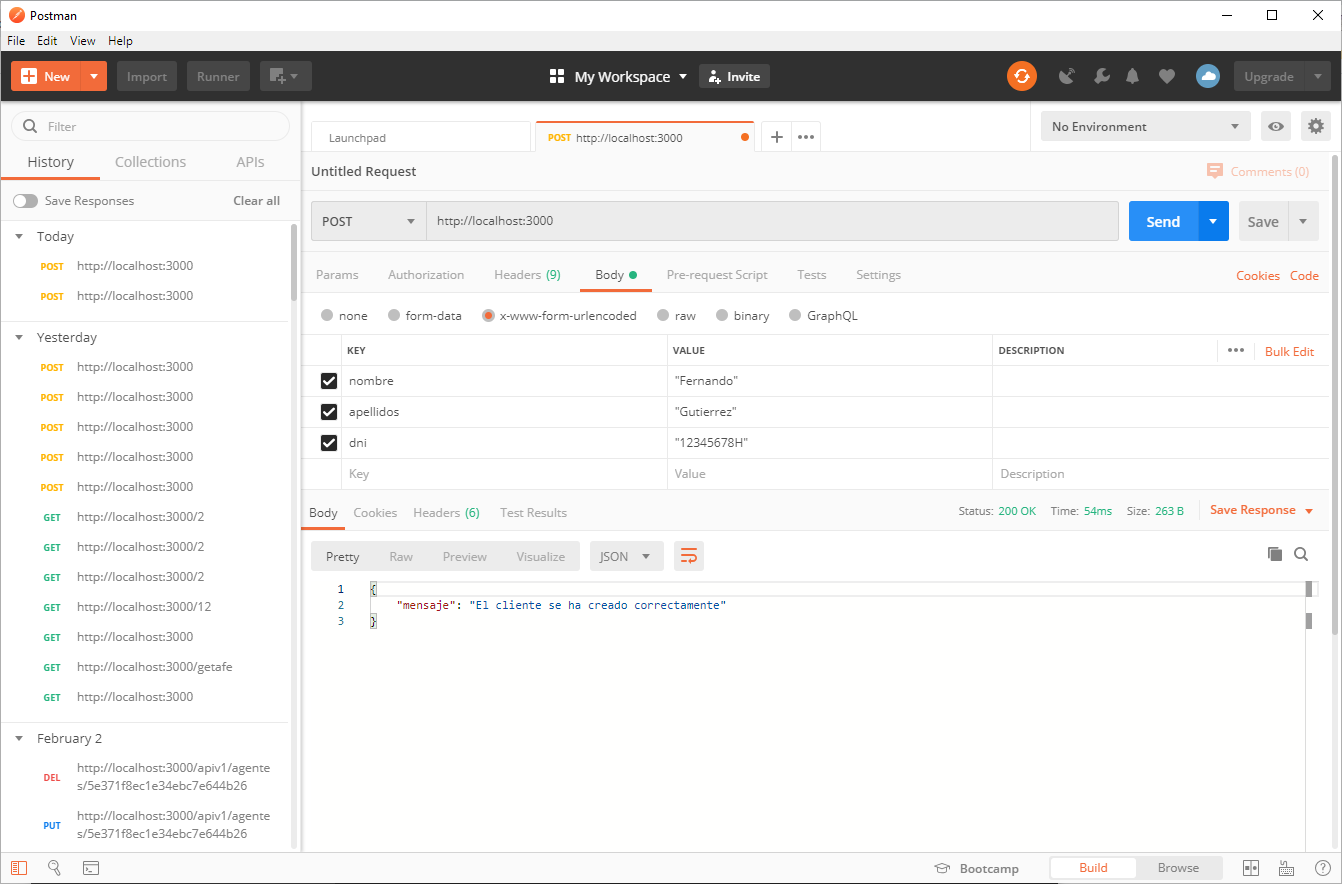 Postman
File Edit View Help
New Import Runner My Workspace Invite Upgrade
Filter
History Collections APIs
Save Responses Clear all
Today
POST http://localhost:3000
POST http://localhost:3000
Yesterday
POST http://localhost:3000
POST http://localhost:3000
POST http://localhost:3000
POST http://localhost:3000
POST http://localhost:3000
GET http://localhost:3000/2
GET http://localhost:3000/2
GET http://localhost:3000/2
GET http://localhost:3000/12
GET http://localhost:3000
GET http://localhost:3000/getafe
GET http://localhost:3000
February 2
DEL http://localhost:3000/apiv1/agente
s/5e371f8ec1e34ebc7e644b26
PUT http://localhost:3000/apiv1/agente
s/5e371f8ec1e34ebc7e644b26
Launchpad POST http://localhost:3000 No Environment
Untitled Request Comments (0)
POST http://localhost:3000 Send Save
Params Authorization Headers (9) Body Pre-request Script Tests Settings Cookies Code
none form-data x-www-form-urlencoded raw binary GraphQL
KEY VALUE DESCRIPTION Bulk Edit
nombre "Fernando"
apellidos "Gutierrez"
dni "12345678H"
Key Value Description
Body Cookies Headers (6) Test Results Status: 200 OK Time: 54ms Size: 263 B Save Response
Pretty Raw Preview Visualize JSON
1 {
2 "mensaje": "El cliente se ha creado correctamente"
3 }
Bootcamp Build Browse